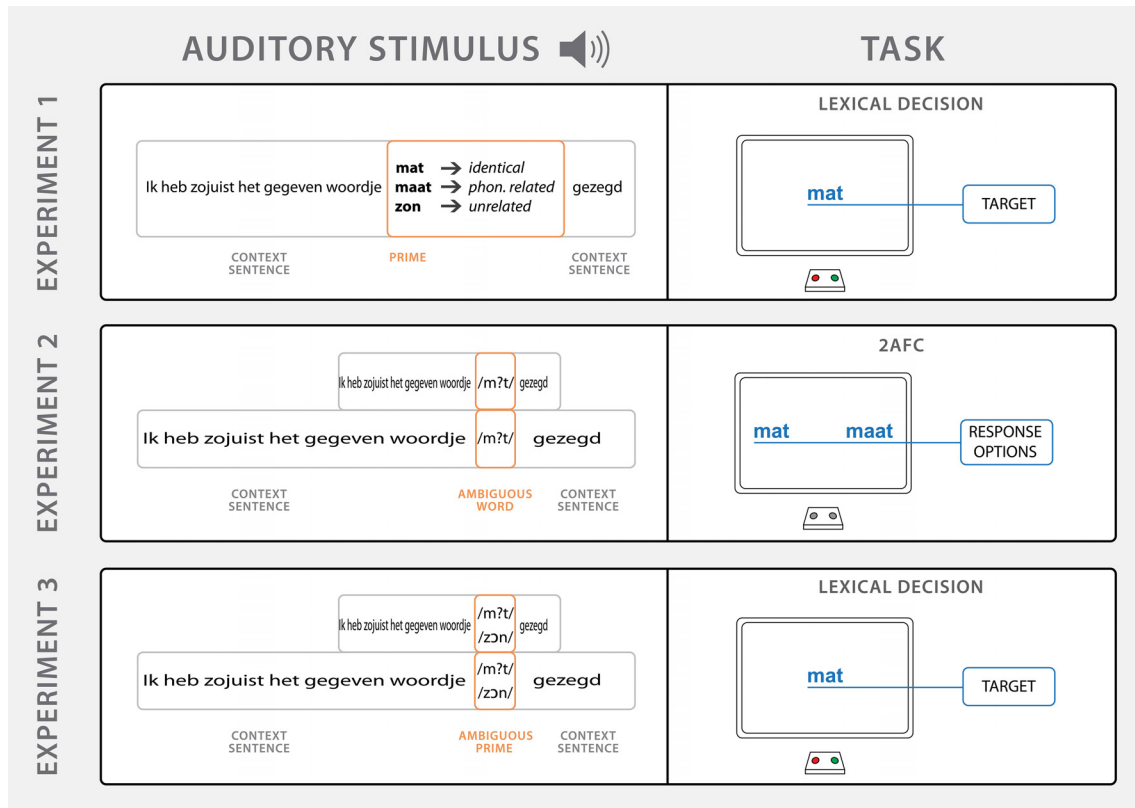 AUDITORY STIMULUS
TASK
EXPERIMENT 1
LEXICAL DECISION
Ik heb zojuist het gegeven woordje
mat → identical
maat → phon. related
zon → unrelated
gezegd
CONTEXT
SENTENCE
PRIME
CONTEXT
SENTENCE
mat
TARGET
EXPERIMENT 2
2AFC
Ik heb zojuist het gegeven woordje /m?t/ gezegd
Ik heb zojuist het gegeven woordje /m?t/ gezegd
CONTEXT
SENTENCE
AMBIGUOUS
WORD
CONTEXT
SENTENCE
mat maat
RESPONSE
OPTIONS
EXPERIMENT 3
LEXICAL DECISION
Ik heb zojuist het gegeven woordje
/m?t/
/zɔn/
gezegd
Ik heb zojuist het gegeven woordje
/m?t/
/zɔn/
gezegd
CONTEXT
SENTENCE
AMBIGUOUS
PRIME
CONTEXT
SENTENCE
mat
TARGET